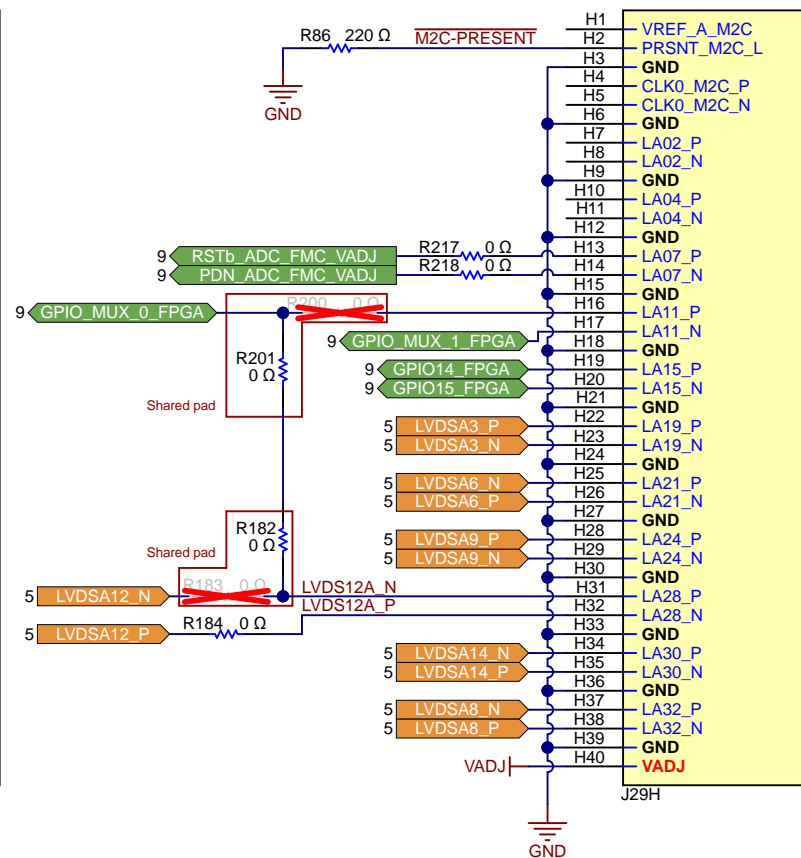 R86 220 Ω M2C-PRESENT
GND
H1 VREF_A_M2C
H2 PRSNT_M2C_L
H3 GND
H4 CLK0_M2C_P
H5 CLK0_M2C_N
H6 GND
H7 LA02_P
H8 LA02_N
H9 GND
H10 LA04_P
H11 LA04_N
H12 GND
9 RSTb_ADC_FMC_VADJ R217 0 Ω H13 LA07_P
9 PDN_ADC_FMC_VADJ R218 0 Ω H14 LA07_N
H15 GND
9 GPIO_MUX_0_FPGA R200 0 Ω H16 LA11_P
9 GPIO_MUX_1_FPGA H17 LA11_N
H18 GND
R201
0 Ω
9 GPIO14_FPGA H19 LA15_P
9 GPIO15_FPGA H20 LA15_N
Shared pad
H21 GND
5 LVDSA3_P H22 LA19_P
5 LVDSA3_N H23 LA19_N
H24 GND
5 LVDSA6_N H25 LA21_P
5 LVDSA6_P H26 LA21_N
H27 GND
R182
0 Ω
Shared pad
5 LVDSA9_P H28 LA24_P
5 LVDSA9_N H29 LA24_N
H30 GND
5 LVDSA12_N R183 0 Ω LVDS12A_N H31 LA28_P
LVDS12A_P H32 LA28_N
5 LVDSA12_P R184 0 Ω
H33 GND
5 LVDSA14_N H34 LA30_P
5 LVDSA14_P H35 LA30_N
H36 GND
5 LVDSA8_N H37 LA32_P
5 LVDSA8_P H38 LA32_N
H39 GND
VADJ H40 VADJ
J29H
GND